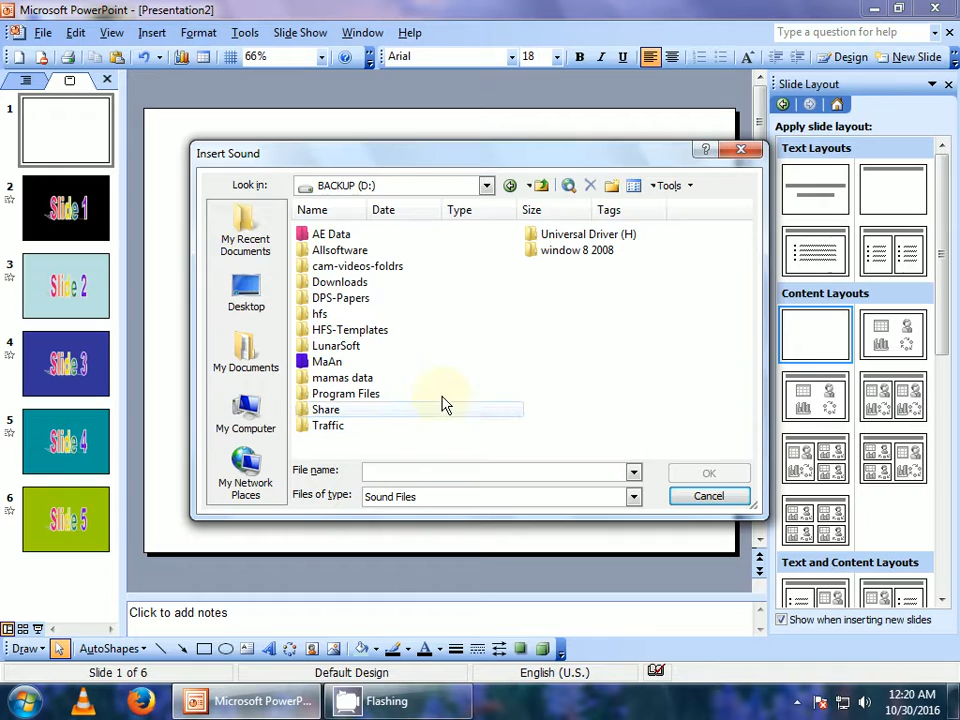 Microsoft PowerPoint - [Presentation2]
File Edit View Insert Format Tools Slide Show Window Help
Type a question for help
66%
Arial
18
B I U
Design
New Slide
Slide Layout
Apply slide layout:
Text Layouts
Content Layouts
Text and Content Layouts
Show when inserting new slides
1
2
Slide 1
3
Slide 2
4
Slide 3
5
Slide 4
6
Slide 5
Insert Sound
Look in:
BACKUP (D:)
Tools
My Recent Documents
Desktop
My Documents
My Computer
My Network Places
Name Date Type Size Tags
AE Data
Allsoftware
cam-videos-foldrs
Downloads
DPS-Papers
hfs
HFS-Templates
LunarSoft
MaAn
mamas data
Program Files
Share
Traffic
Universal Driver (H)
window 8 2008
File name:
OK
Files of type:
Sound Files
Cancel
Click to add notes
Draw
AutoShapes
Slide 1 of 6
Default Design
English (U.S.)
Microsoft PowerP...
Flashing
12:20 AM
10/30/2016